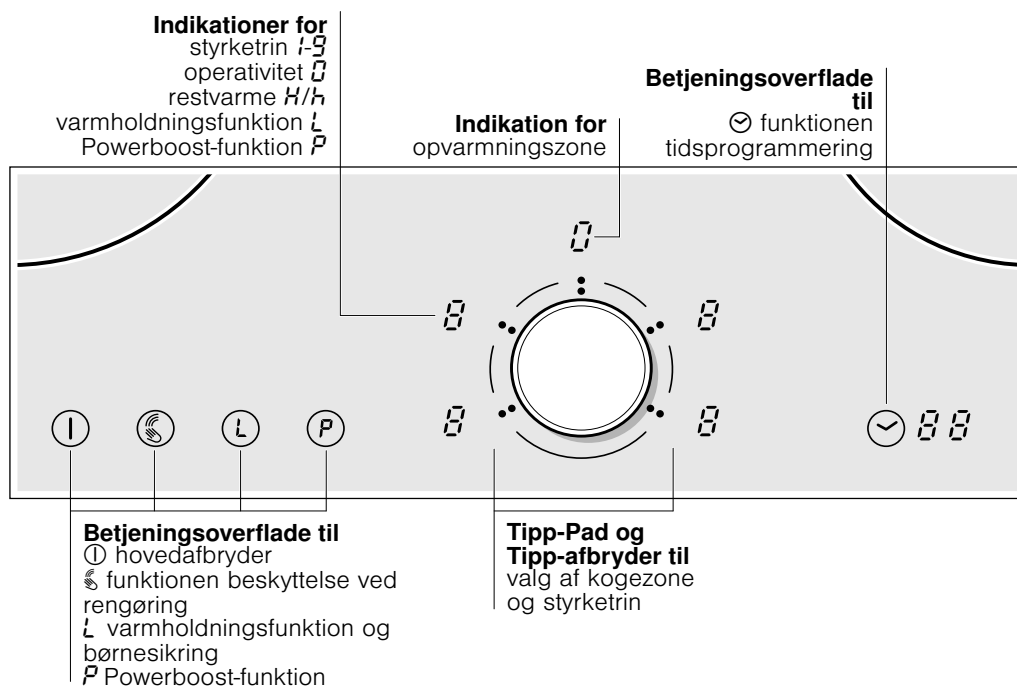 Indikationer for
styrketrin 1-9
operativitet 0
restvarme H/h
varmholdningsfunktion L
Powerboost-funktion P
Indikation for
opvarmningszone
Betjeningsoverflade
til
funktionen
tidsprogrammering
0
8
8
8
8
L
P
8 8
Betjeningsoverflade til
hovedafbryder
funktionen beskyttelse ved
rengøring
L varmholdningsfunktion og
børnesikring
P Powerboost-funktion
Tipp-Pad og
Tipp-afbryder til
valg af kogezone
og styrketrin